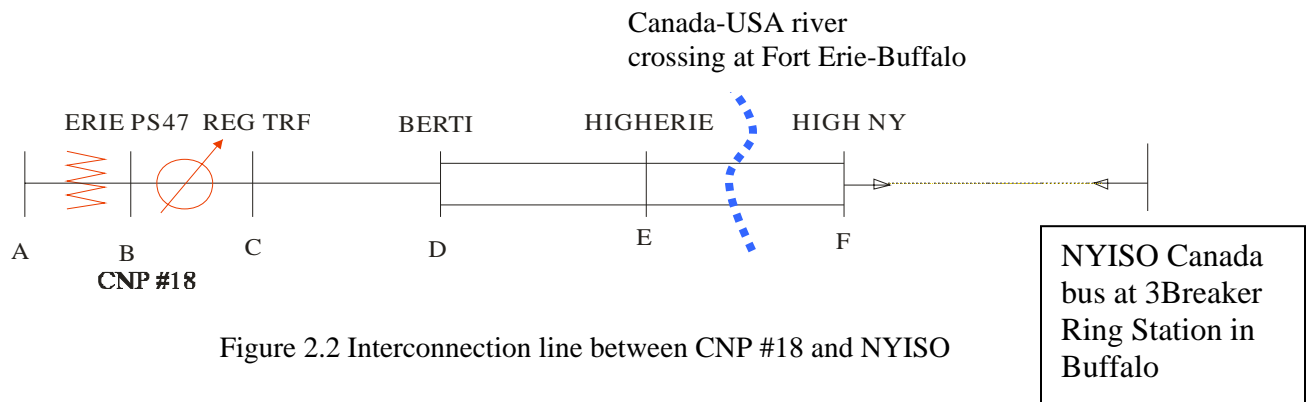 Canada-USA river
crossing at Fort Erie-Buffalo
ERIE PS47 REG TRF BERTI HIGHERIE HIGH NY
A B C D E F
CNP #18
NYISO Canada
bus at 3Breaker
Ring Station in
Buffalo
Figure 2.2 Interconnection line between CNP #18 and NYISO